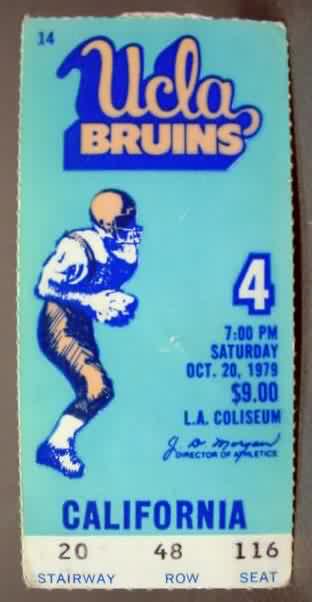 14
Ucla
BRUINS
4
7:00 PM
SATURDAY
OCT. 20, 1979
$9.00
L.A. COLISEUM
J. D. Morgan
DIRECTOR OF ATHLETICS
CALIFORNIA
20 48 116
STAIRWAY ROW SEAT